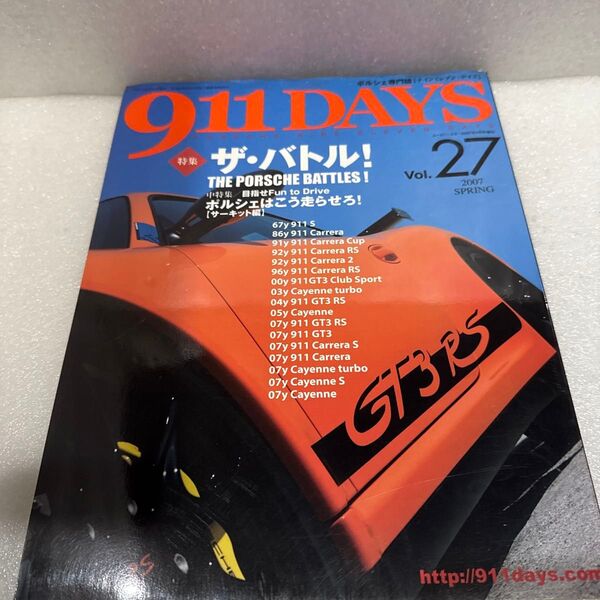 ポルシェ専門誌[ナインイレブン・デイズ]
911 DAYS
特集
ザ・バトル!
THE PORSCHE BATTLES!
Vol. 27
2007
SPRING
中特集 目指せFun to Drive
ポルシェはこう走らせろ!
【サーキット編】
67y 911 S
86y 911 Carrera
91y 911 Carrera Cup
92y 911 Carrera RS
92y 911 Carrera 2
96y 911 Carrera RS
00y 911GT3 Club Sport
03y Cayenne turbo
04y 911 GT3 RS
05y Cayenne
07y 911 GT3 RS
07y 911 GT3
07y 911 Carrera S
07y 911 Carrera
07y Cayenne turbo
07y Cayenne S
07y Cayenne
GT3 RS
http://911days.com